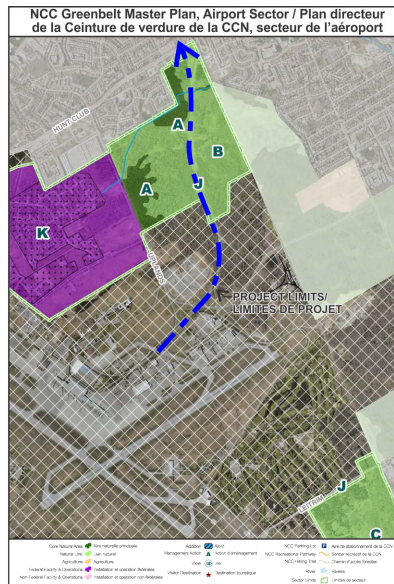 NCC Greenbelt Master Plan, Airport Sector / Plan directeur
de la Ceinture de verdure de la CCN, secteur de l'aéroport
HUNT CLUB
A
B
A
J
K
UPLANDS
PROJECT LIMITS/
LIMITES DE PROJET
LEITRIM
J
C
Core Natural Area Aire naturelle principale
Natural Link Lien naturel
Agriculture Agriculture
Federal Facility & Operations Installation et opération fédérales
Non-Federal Facility & Operations Installation et opération non-fédérales
Addition Ajout
Management Action A Action d'aménagement
View Vue
Visitor Destination Destination touristique
NCC Parking Lot P Aire de stationnement de la CCN
NCC Recreational Pathway Sentier récréatif de la CCN
NCC Hiking Trail Chemin d'accès forestier
River Rivière
Sector Limits Limites de secteur